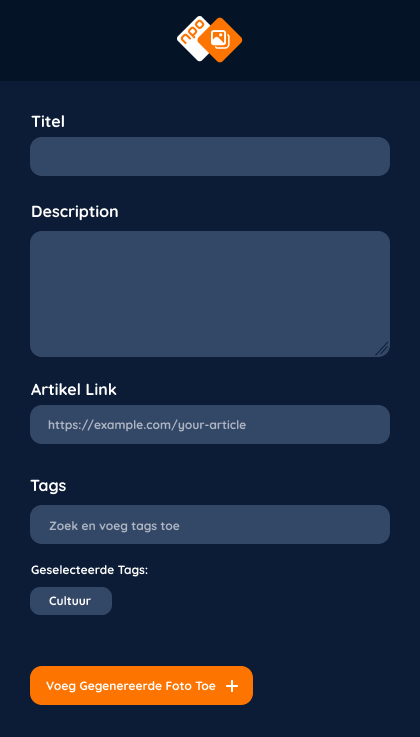 npo
Titel
Description
Artikel Link
https://example.com/your-article
Tags
Zoek en voeg tags toe
Geselecteerde Tags:
Cultuur
Voeg Gegenereerde Foto Toe +